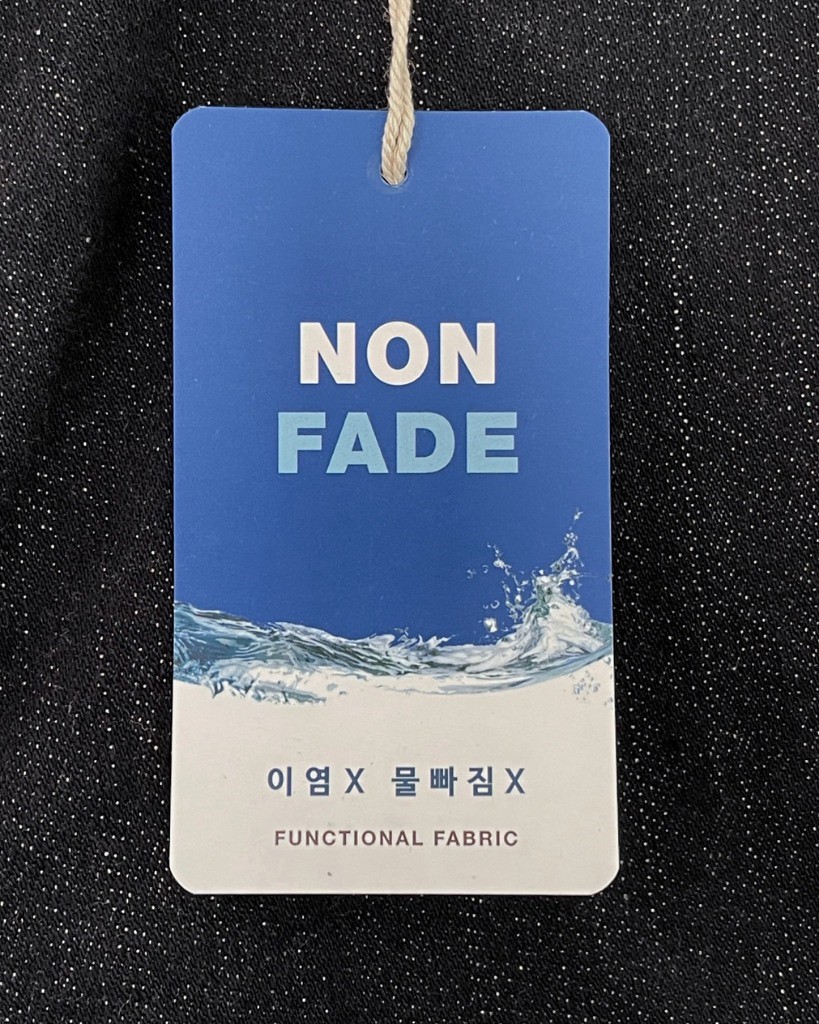 NON
FADE
이염X 물빠짐X
FUNCTIONAL FABRIC